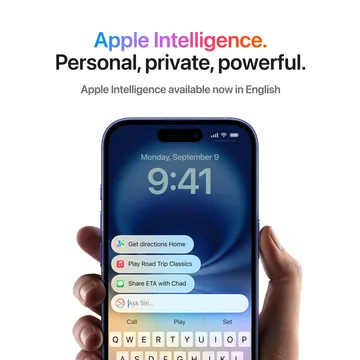 Apple Intelligence.
Personal, private, powerful.
Apple Intelligence available now in English
Monday, September 9
9:41
Get directions Home
Play Road Trip Classics
Share ETA with Chad
Ask Siri...
Call Play Set
Q W E R T Y U I O P
A S D F G H J K L